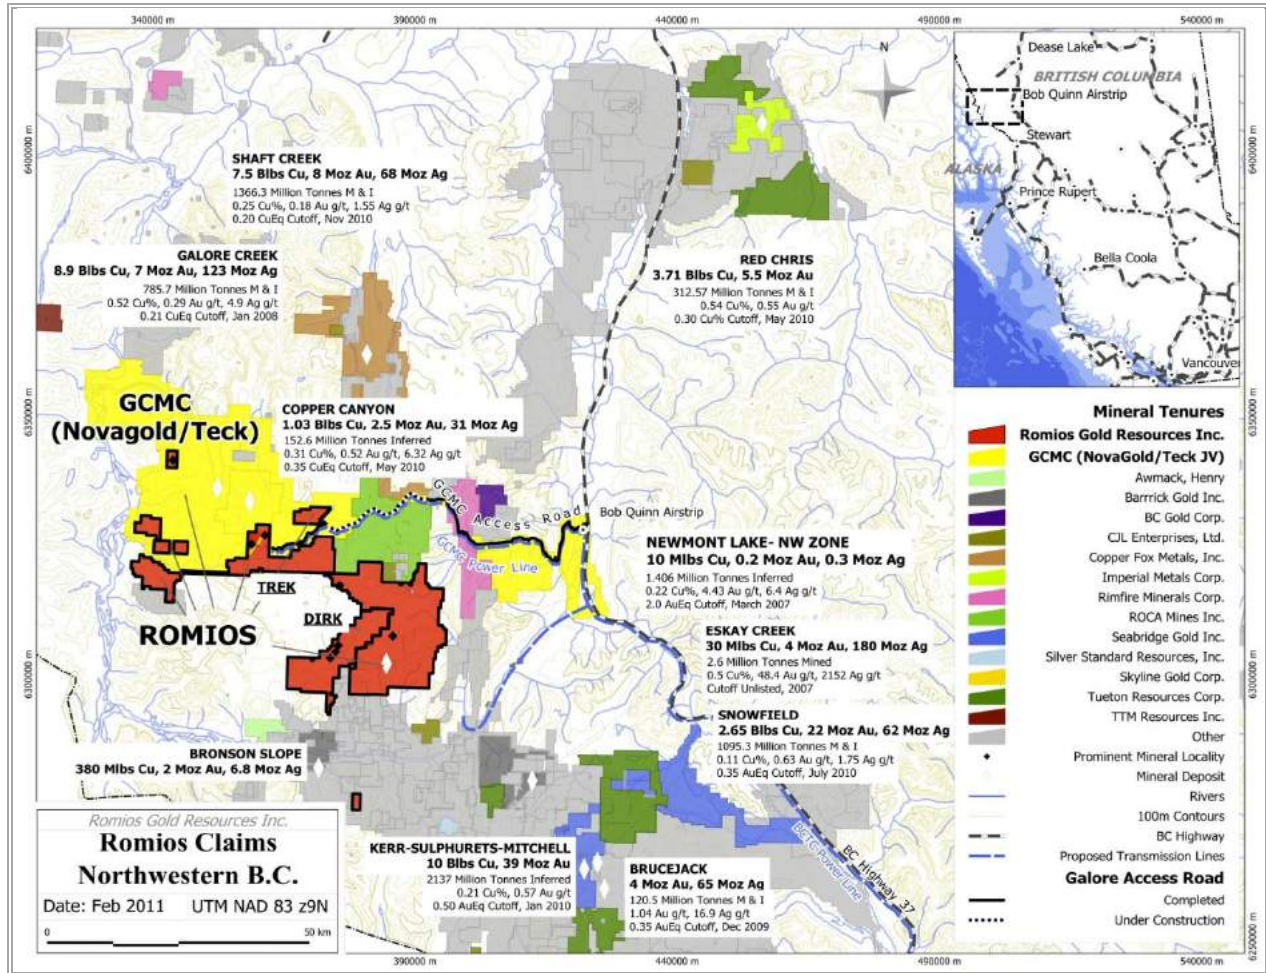 340000 m
390000 m
440000 m
490000 m
540000 m
6400000 m
6350000 m
6300000 m
6400000 m
6350000 m
6300000 m
6250000 m
N
Dease Lake
BRITISH COLUMBIA
Bob Quinn Airstrip
Stewart
ALASKA
Prince Rupert
Bella Coola
Vancouver
SHAFT CREEK
7.5 Blbs Cu, 8 Moz Au, 68 Moz Ag
1366.3 Million Tonnes M & I
0.25 Cu%, 0.18 Au g/t, 1.55 Ag g/t
0.20 CuEq Cutoff, Nov 2010
GALORE CREEK
8.9 Blbs Cu, 7 Moz Au, 123 Moz Ag
785.7 Million Tonnes M & I
0.52 Cu%, 0.29 Au g/t, 4.9 Ag g/t
0.21 CuEq Cutoff, Jan 2008
RED CHRIS
3.71 Blbs Cu, 5.5 Moz Au
312.57 Million Tonnes M & I
0.54 Cu%, 0.55 Au g/t
0.30 Cu% Cutoff, May 2010
GCMC
(Novagold/Teck)
COPPER CANYON
1.03 Blbs Cu, 2.5 Moz Au, 31 Moz Ag
152.6 Million Tonnes Inferred
0.31 Cu%, 0.52 Au g/t, 6.32 Ag g/t
0.35 CuEq Cutoff, May 2010
GCMC Access Road
GCMC Power Line
Bob Quinn Airstrip
NEWMONT LAKE- NW ZONE
10 Mlbs Cu, 0.2 Moz Au, 0.3 Moz Ag
1.406 Million Tonnes Inferred
0.22 Cu%, 4.43 Au g/t, 6.4 Ag g/t
2.0 AuEq Cutoff, March 2007
TREK
DIRK
ROMIOS
ESKAY CREEK
30 Mlbs Cu, 4 Moz Au, 180 Moz Ag
2.6 Million Tonnes Mined
0.5 Cu%, 48.4 Au g/t, 2152 Ag g/t
Cutoff Unlisted, 2007
SNOWFIELD
2.65 Blbs Cu, 22 Moz Au, 62 Moz Ag
1095.3 Million Tonnes M & I
0.11 Cu%, 0.63 Au g/t, 1.75 Ag g/t
0.35 AuEq Cutoff, July 2010
BRONSON SLOPE
380 Mlbs Cu, 2 Moz Au, 6.8 Moz Ag
KERR-SULPHURETS-MITCHELL
10 Blbs Cu, 39 Moz Au
2137 Million Tonnes Inferred
0.21 Cu%, 0.57 Au g/t
0.50 AuEq Cutoff, Jan 2010
BRUCEJACK
4 Moz Au, 65 Moz Ag
120.5 Million Tonnes M & I
1.04 Au g/t, 16.9 Ag g/t
0.35 AuEq Cutoff, Dec 2009
BCTC Power Line
BC Highway 37
Mineral Tenures
Romios Gold Resources Inc.
GCMC (NovaGold/Teck JV)
Awmack, Henry
Barrrick Gold Inc.
BC Gold Corp.
CJL Enterprises, Ltd.
Copper Fox Metals, Inc.
Imperial Metals Corp.
Rimfire Minerals Corp.
ROCA Mines Inc.
Seabridge Gold Inc.
Silver Standard Resources, Inc.
Skyline Gold Corp.
Tueton Resources Corp.
TTM Resources Inc.
Other
Prominent Mineral Locality
Mineral Deposit
Rivers
100m Contours
BC Highway
Proposed Transmission Lines
Galore Access Road
Completed
Under Construction
Romios Gold Resources Inc.
Romios Claims
Northwestern B.C.
Date: Feb 2011 UTM NAD 83 z9N
0 50 km
390000 m
440000 m
490000 m
540000 m